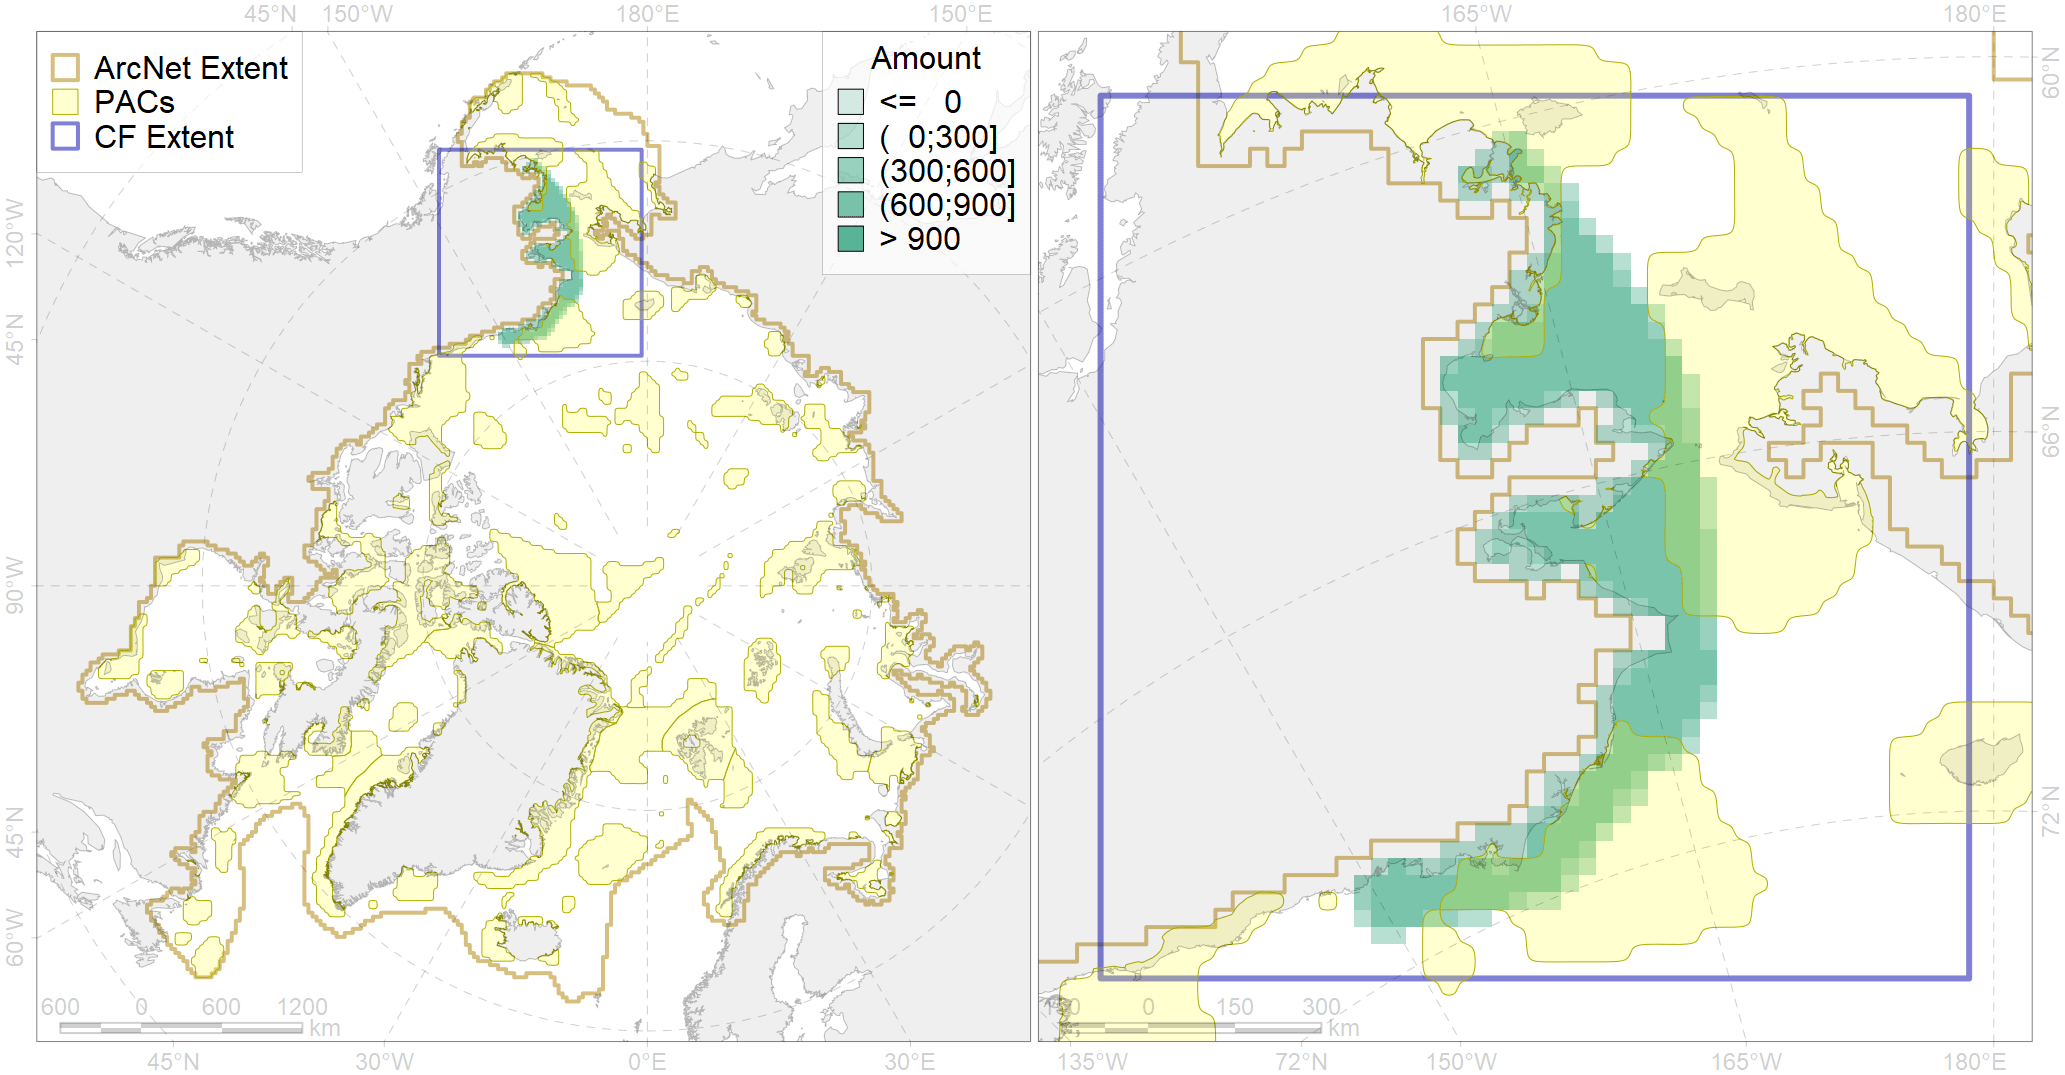 45°N 150°W 180°E 150°E 165°W 180°E
ArcNet Extent
PACs
CF Extent
Amount
<= 0
( 0;300]
(300;600]
(600;900]
> 900
120°W
45°N
90°W
45°N
60°W
60°N
66°N
72°N
600 0 600 1200
km
0 150 300
km
45°N 30°W 0°E 30°E 135°W 72°N 150°W 165°W 180°E